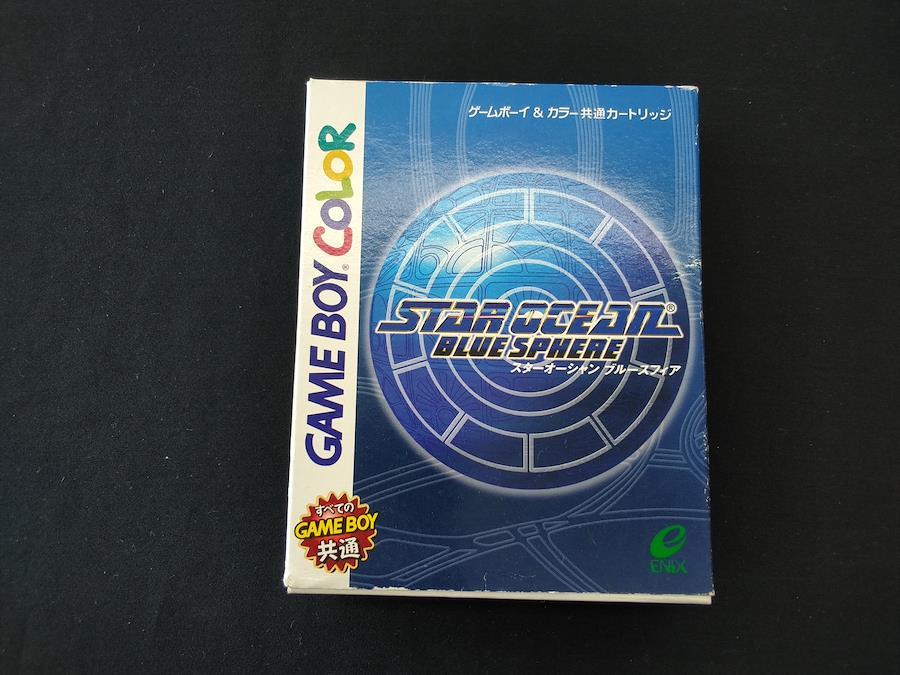 ゲームボーイ & カラー共通カートリッジ
GAME BOY COLOR
®
STAR OCEAN®
BLUE SPHERE
スターオーシャン ブルースフィア
すべての
GAME BOY
共通
e
ENIX